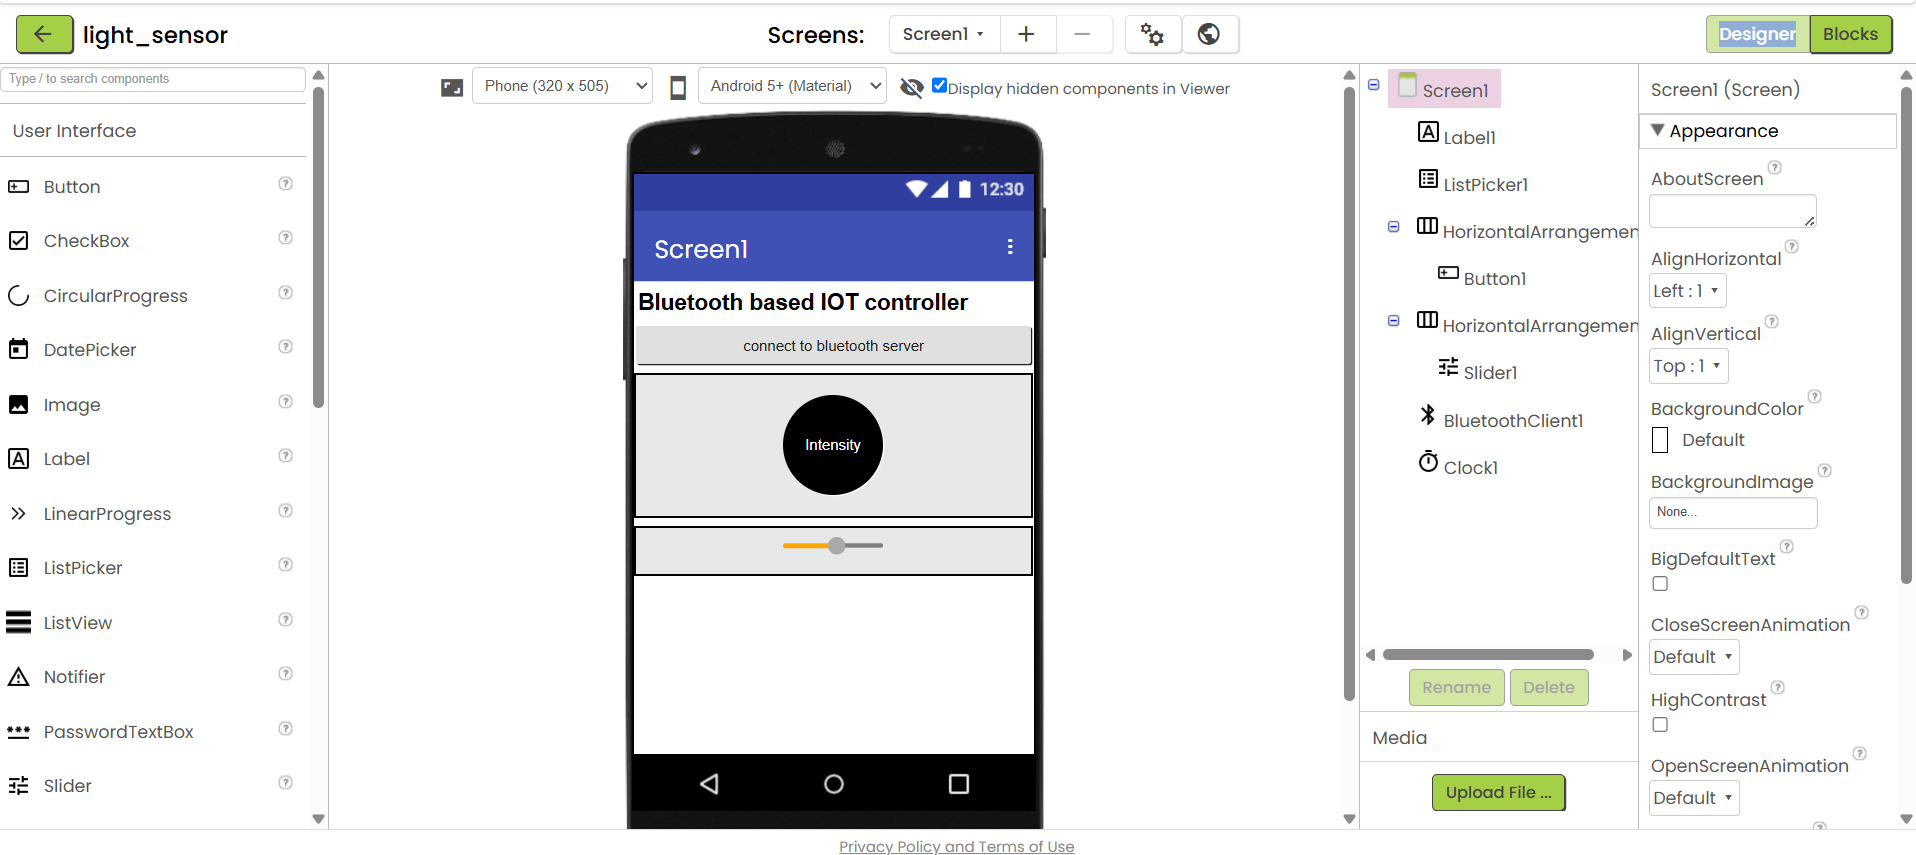 light_sensor
Screens:
Screen1
Designer
Blocks
Type / to search components
User Interface
Button
CheckBox
CircularProgress
DatePicker
Image
Label
LinearProgress
ListPicker
ListView
Notifier
PasswordTextBox
Slider
Phone (320 x 505)
Android 5+ (Material)
Display hidden components in Viewer
12:30
Screen1
Bluetooth based IOT controller
connect to bluetooth server
Intensity
Screen1
Label1
ListPicker1
HorizontalArrangemen
Button1
HorizontalArrangemen
Slider1
BluetoothClient1
Clock1
Rename
Delete
Media
Upload File ...
Screen1 (Screen)
Appearance
AboutScreen
AlignHorizontal
Left : 1
AlignVertical
Top : 1
BackgroundColor
Default
BackgroundImage
None...
BigDefaultText
CloseScreenAnimation
Default
HighContrast
OpenScreenAnimation
Default
Privacy Policy and Terms of Use